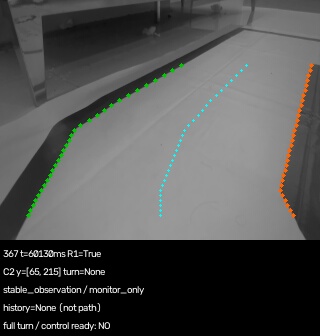 367 t=60130ms R1=True
C2 y=[65, 215] turn=None
stable_observation / monitor_only
history=None (not path)
full turn / control ready: NO